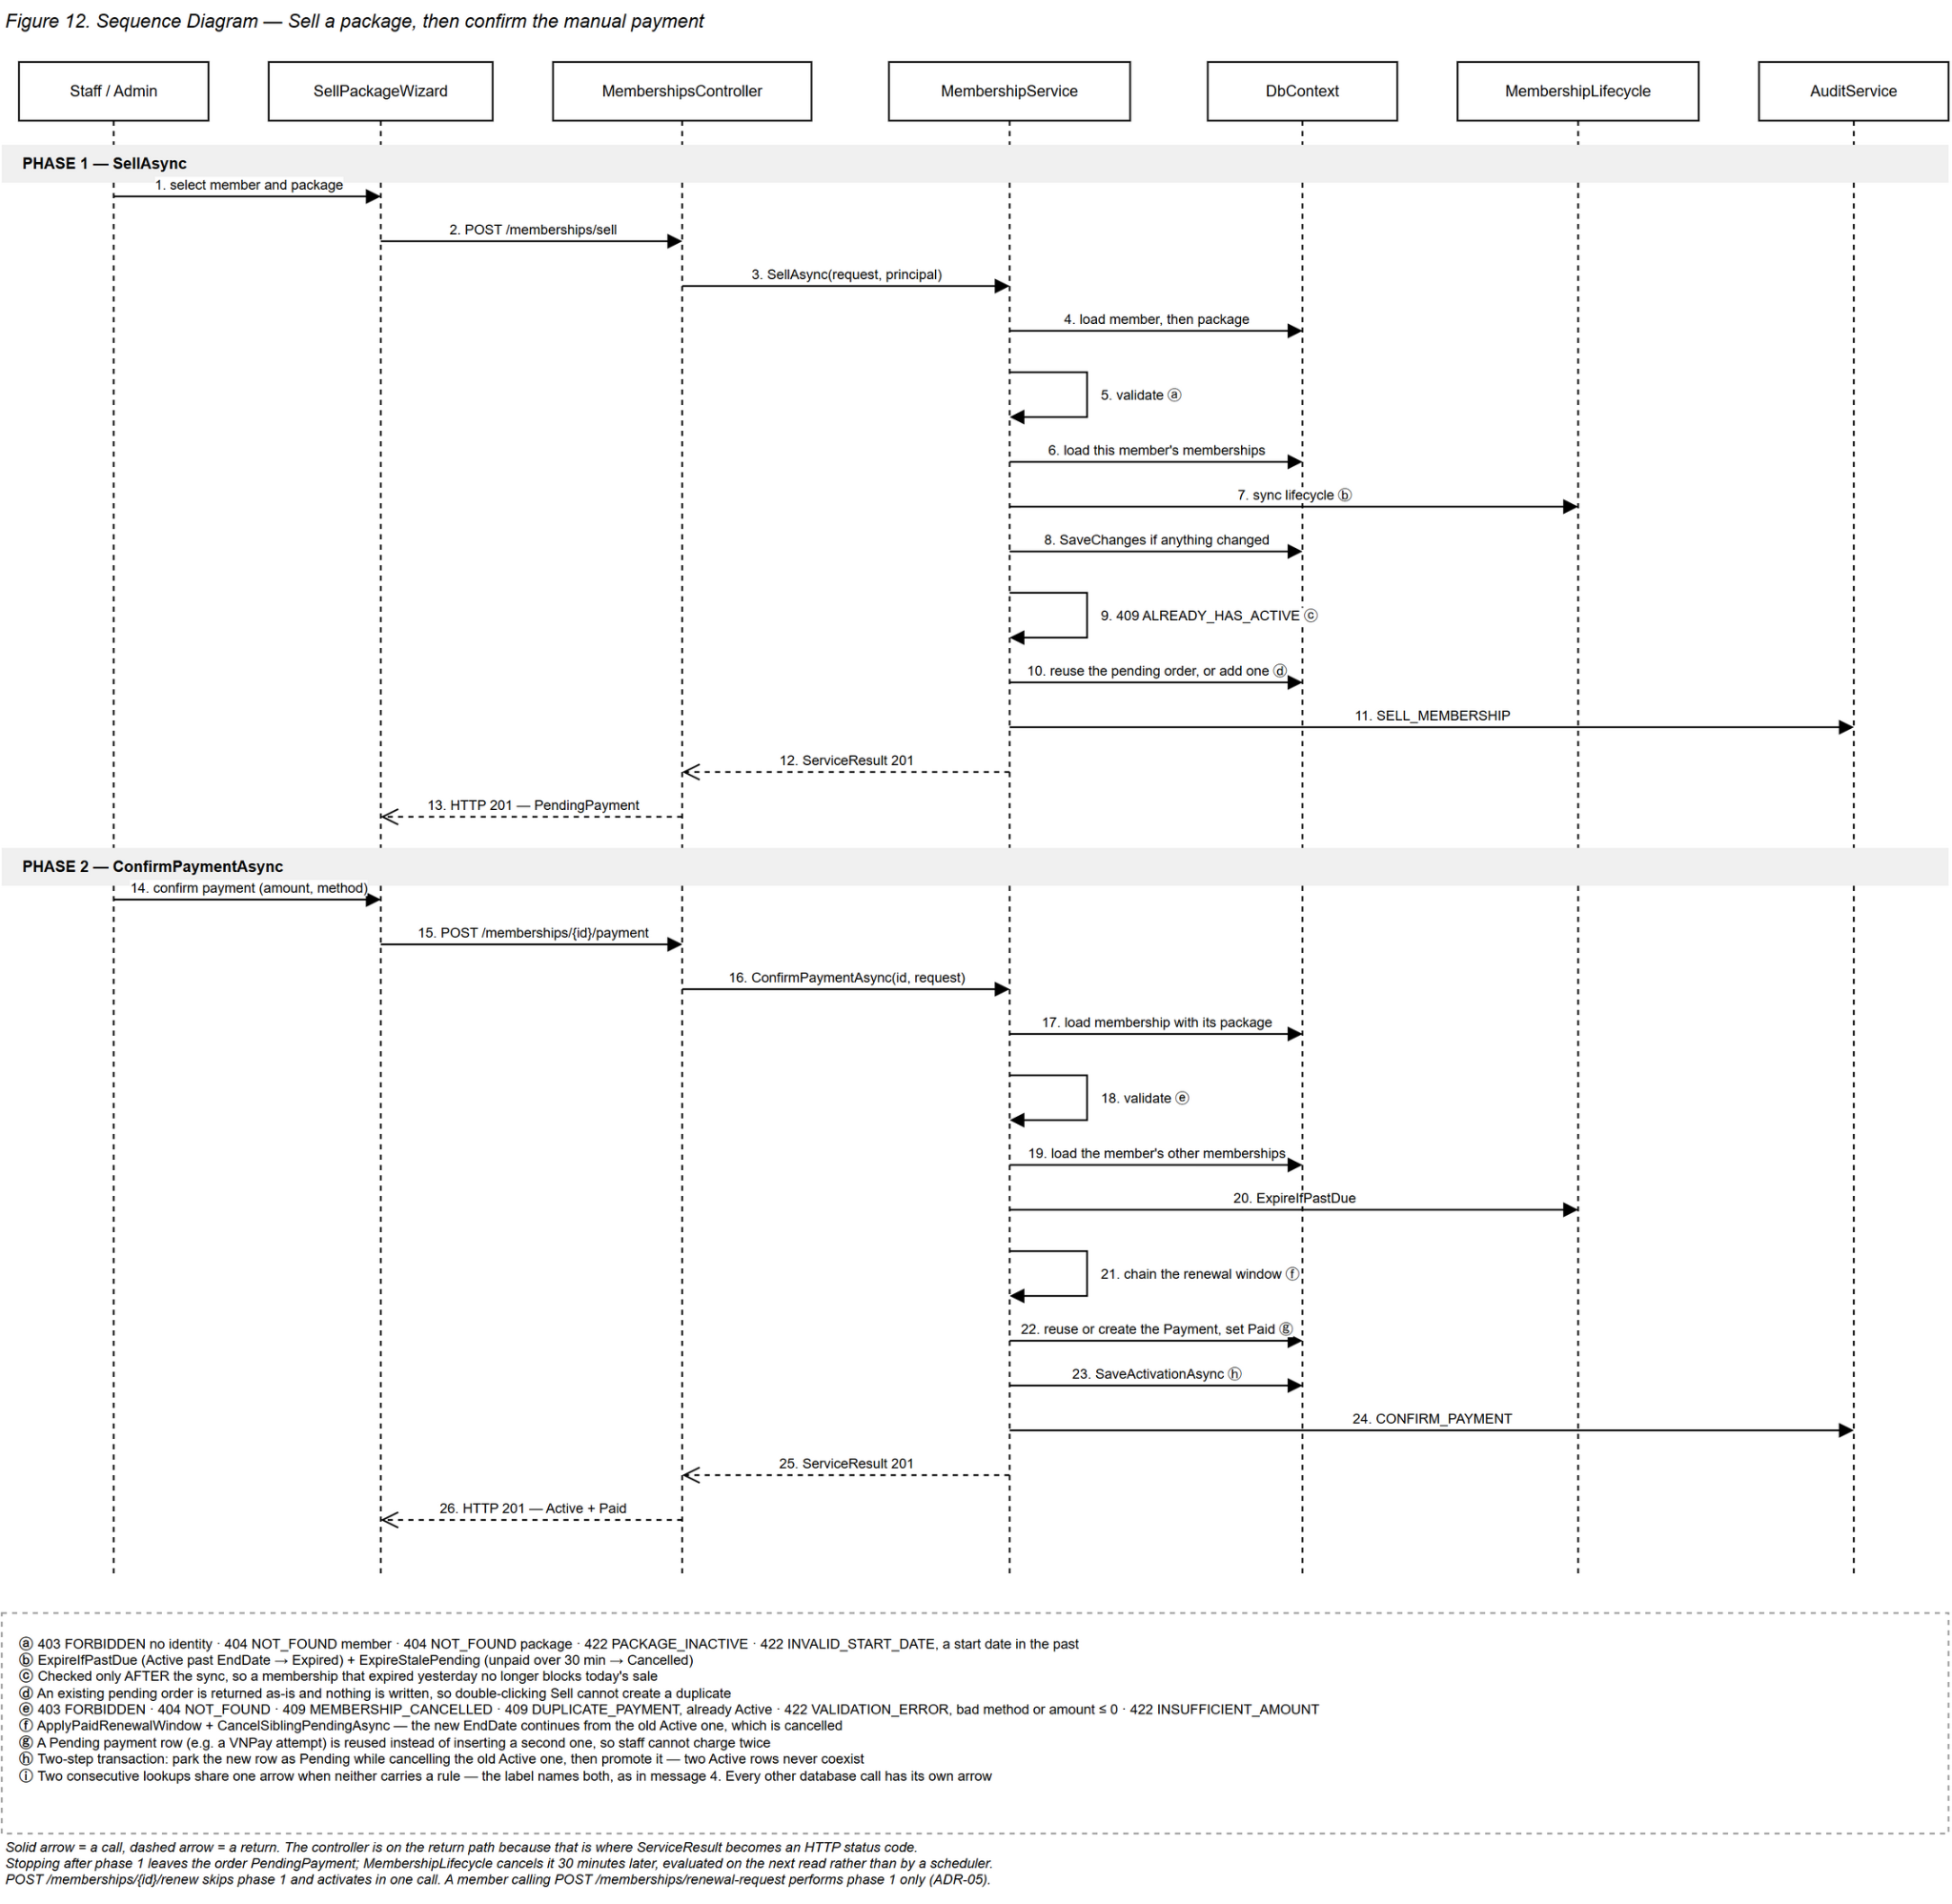 Figure 12. Sequence Diagram — Sell a package, then confirm the manual payment
Staff / Admin
SellPackageWizard
MembershipsController
MembershipService
DbContext
MembershipLifecycle
AuditService
PHASE 1 — SellAsync
1. select member and package
2. POST /memberships/sell
3. SellAsync(request, principal)
4. load member, then package
5. validate ⓐ
6. load this member's memberships
7. sync lifecycle ⓑ
8. SaveChanges if anything changed
9. 409 ALREADY_HAS_ACTIVE ⓒ
10. reuse the pending order, or add one ⓓ
11. SELL_MEMBERSHIP
12. ServiceResult 201
13. HTTP 201 — PendingPayment
PHASE 2 — ConfirmPaymentAsync
14. confirm payment (amount, method)
15. POST /memberships/{id}/payment
16. ConfirmPaymentAsync(id, request)
17. load membership with its package
18. validate ⓔ
19. load the member's other memberships
20. ExpireIfPastDue
21. chain the renewal window ⓕ
22. reuse or create the Payment, set Paid ⓖ
23. SaveActivationAsync ⓗ
24. CONFIRM_PAYMENT
25. ServiceResult 201
26. HTTP 201 — Active + Paid
ⓐ 403 FORBIDDEN no identity · 404 NOT_FOUND member · 404 NOT_FOUND package · 422 PACKAGE_INACTIVE · 422 INVALID_START_DATE, a start date in the past
ⓑ ExpireIfPastDue (Active past EndDate → Expired) + ExpireStalePending (unpaid over 30 min → Cancelled)
ⓒ Checked only AFTER the sync, so a membership that expired yesterday no longer blocks today's sale
ⓓ An existing pending order is returned as-is and nothing is written, so double-clicking Sell cannot create a duplicate
ⓔ 403 FORBIDDEN · 404 NOT_FOUND · 409 MEMBERSHIP_CANCELLED · 409 DUPLICATE_PAYMENT, already Active · 422 VALIDATION_ERROR, bad method or amount ≤ 0 · 422 INSUFFICIENT_AMOUNT
ⓕ ApplyPaidRenewalWindow + CancelSiblingPendingAsync — the new EndDate continues from the old Active one, which is cancelled
ⓖ A Pending payment row (e.g. a VNPay attempt) is reused instead of inserting a second one, so staff cannot charge twice
ⓗ Two-step transaction: park the new row as Pending while cancelling the old Active one, then promote it — two Active rows never coexist
ⓘ Two consecutive lookups share one arrow when neither carries a rule — the label names both, as in message 4. Every other database call has its own arrow
Solid arrow = a call, dashed arrow = a return. The controller is on the return path because that is where ServiceResult becomes an HTTP status code.
Stopping after phase 1 leaves the order PendingPayment; MembershipLifecycle cancels it 30 minutes later, evaluated on the next read rather than by a scheduler.
POST /memberships/{id}/renew skips phase 1 and activates in one call. A member calling POST /memberships/renewal-request performs phase 1 only (ADR-05).